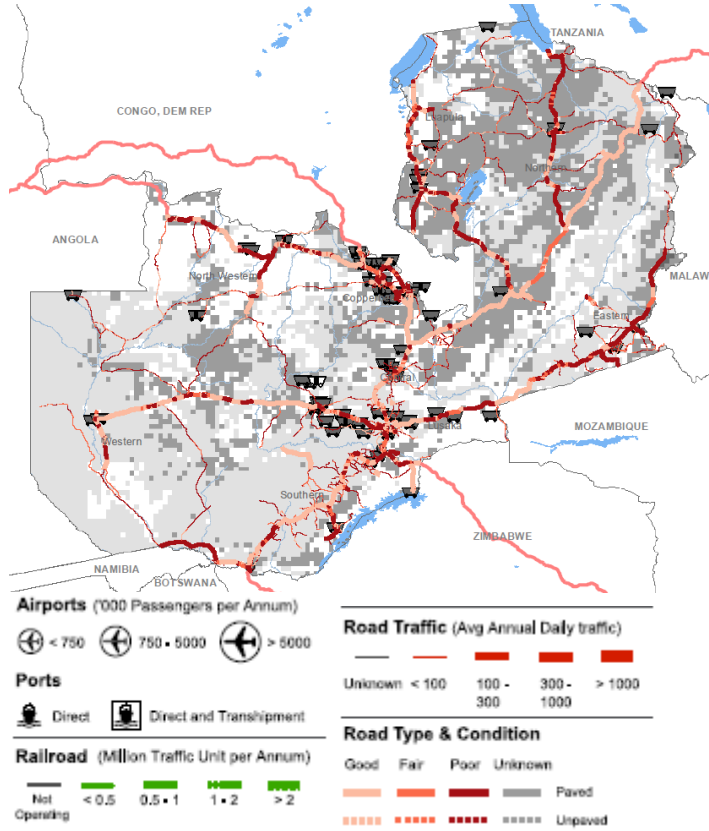 TANZANIA
CONGO, DEM REP
Luapula
Northern
ANGOLA
North Western
MALAW
Copperbelt
Eastern
Central
Lusaka
MOZAMBIQUE
Western
Southern
ZIMBABWE
NAMIBIA
BOTSWANA
Airports ('000 Passengers per Annum)
< 750 750 - 5000 > 5000
Ports
Direct Direct and Transhipment
Railroad (Million Traffic Unit per Annum)
Not Operating < 0.5 0.5 - 1 1 - 2 > 2
Road Traffic (Avg Annual Daily traffic)
Unknown < 100 100 - 300 300 - 1000 > 1000
Road Type & Condition
Good Fair Poor Unknown
Paved
Unpaved